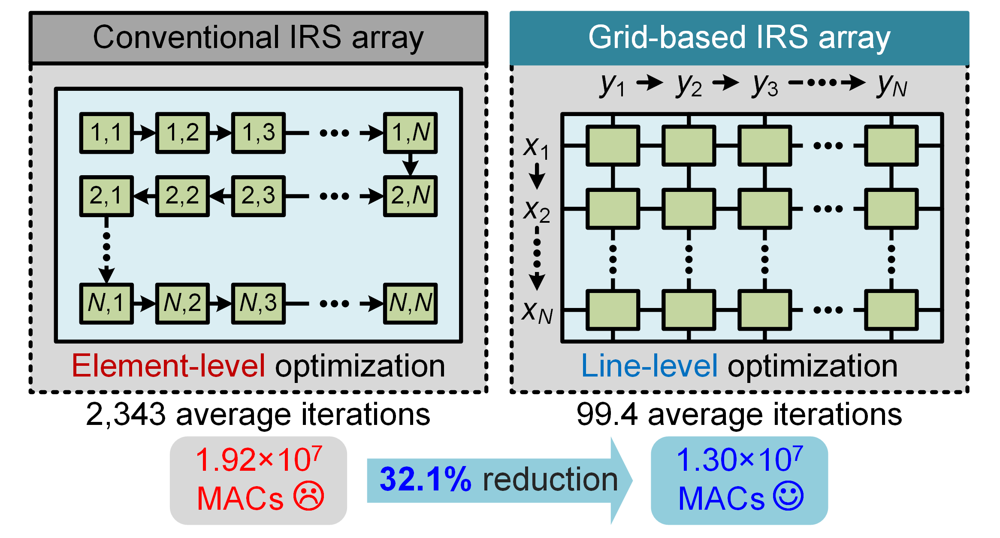 Conventional IRS array
1,1 1,2 1,3 ••• 1,N
2,1 2,2 2,3 ••• 2,N
N,1 N,2 N,3 ••• N,N
Element-level optimization
2,343 average iterations
1.92×10⁷
MACs ☹
32.1% reduction
Grid-based IRS array
y₁ y₂ y₃ ••• y_N
x₁
x₂
x_N
Line-level optimization
99.4 average iterations
1.30×10⁷
MACs ☺